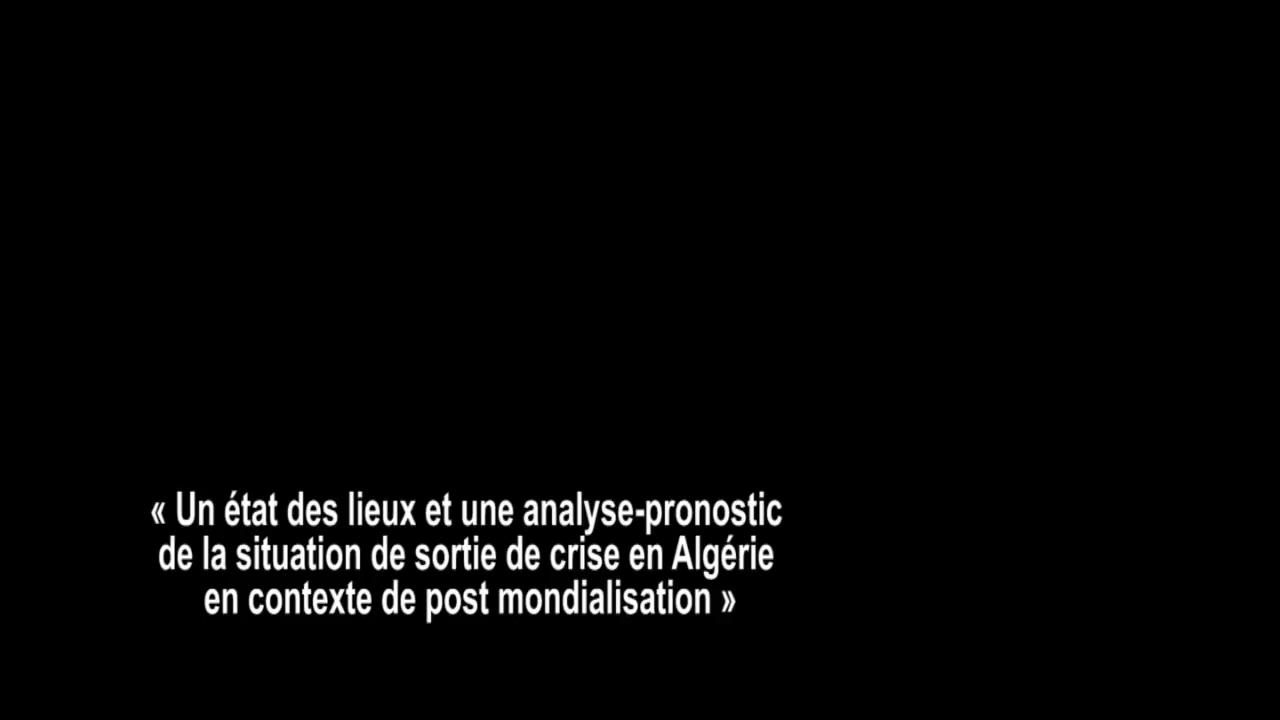 « Un état des lieux et une analyse-pronostic
de la situation de sortie de crise en Algérie
en contexte de post mondialisation »